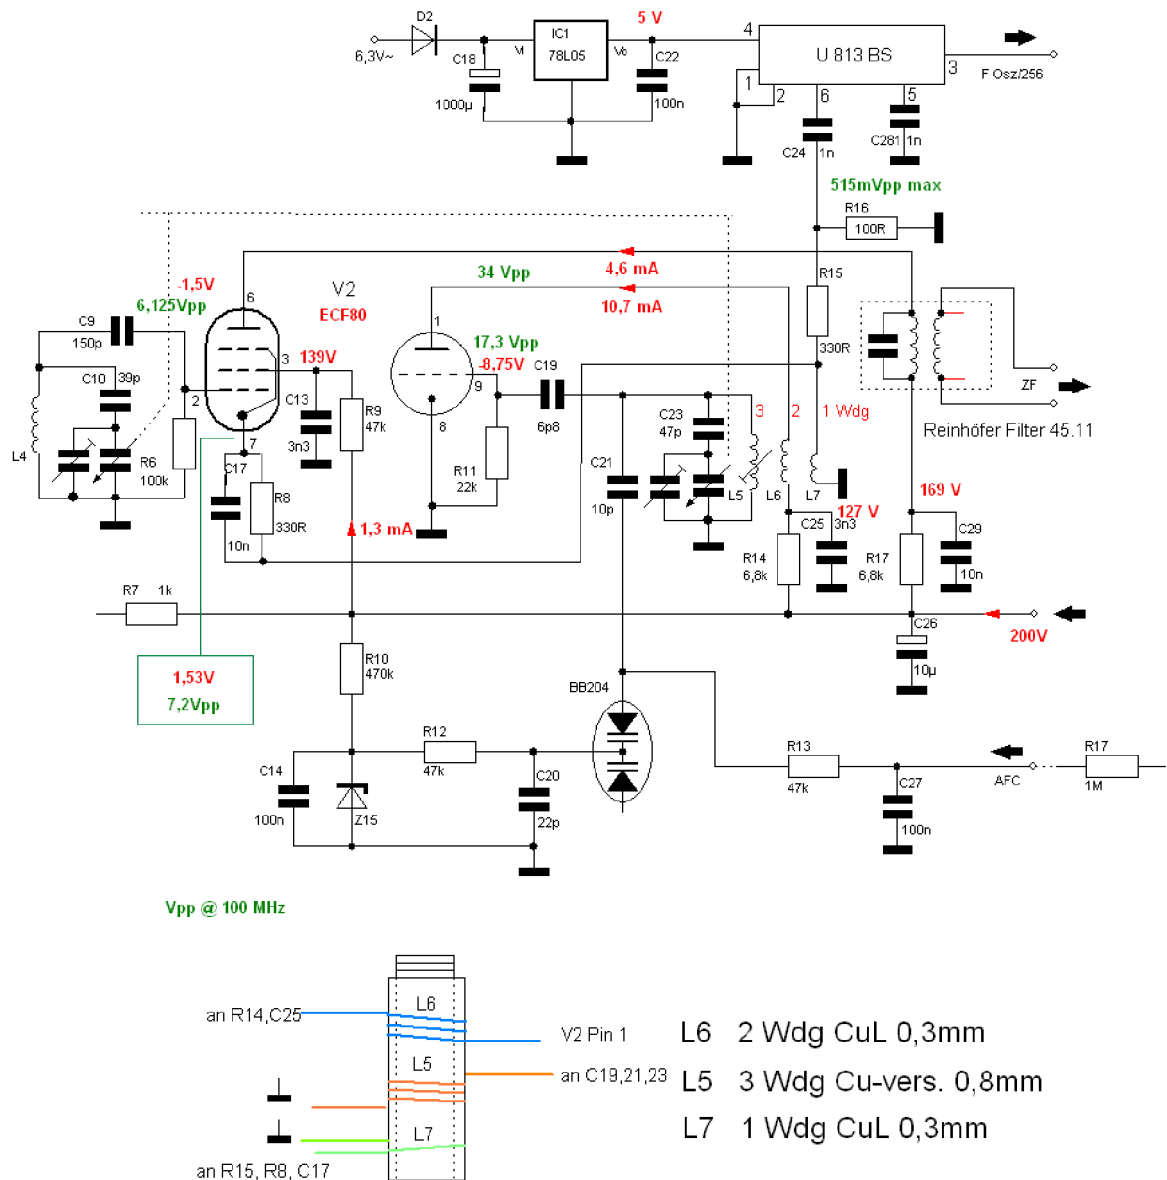 D2
5 V
6,3V~
C18
1000µ
Vi
IC1
78L05
Vo
C22
100n
4
1
2
U 813 BS
6
5
3
F Osz/256
C24
1n
C281
1n
515mVpp max
R16
100R
R15
330R
34 Vpp
4,6 mA
10,7 mA
-1,5V
6,125Vpp
6
V2
ECF80
C9
150p
C10
39p
L4
R6
100k
2
3
7
139V
C13
3n3
R9
47k
C17
10n
R8
330R
1
17,3 Vpp
-8,75V
9
8
C19
6p8
R11
22k
C21
10p
C23
47p
3
2
1 Wdg
L5
L6
L7
ZF
Reinhöfer Filter 45.11
127 V
169 V
C25
3n3
R14
6,8k
R17
6,8k
C29
10n
1,3 mA
R7
1k
200V
C26
10µ
1,53V
7,2Vpp
R10
470k
BB204
R12
47k
C14
100n
Z15
C20
22p
R13
47k
C27
100n
AFC
R17
1M
Vpp @ 100 MHz
L6
an R14,C25
V2 Pin 1
L5
an C19,21,23
L7
an R15, R8, C17
L6 2 Wdg CuL 0,3mm
L5 3 Wdg Cu-vers. 0,8mm
L7 1 Wdg CuL 0,3mm